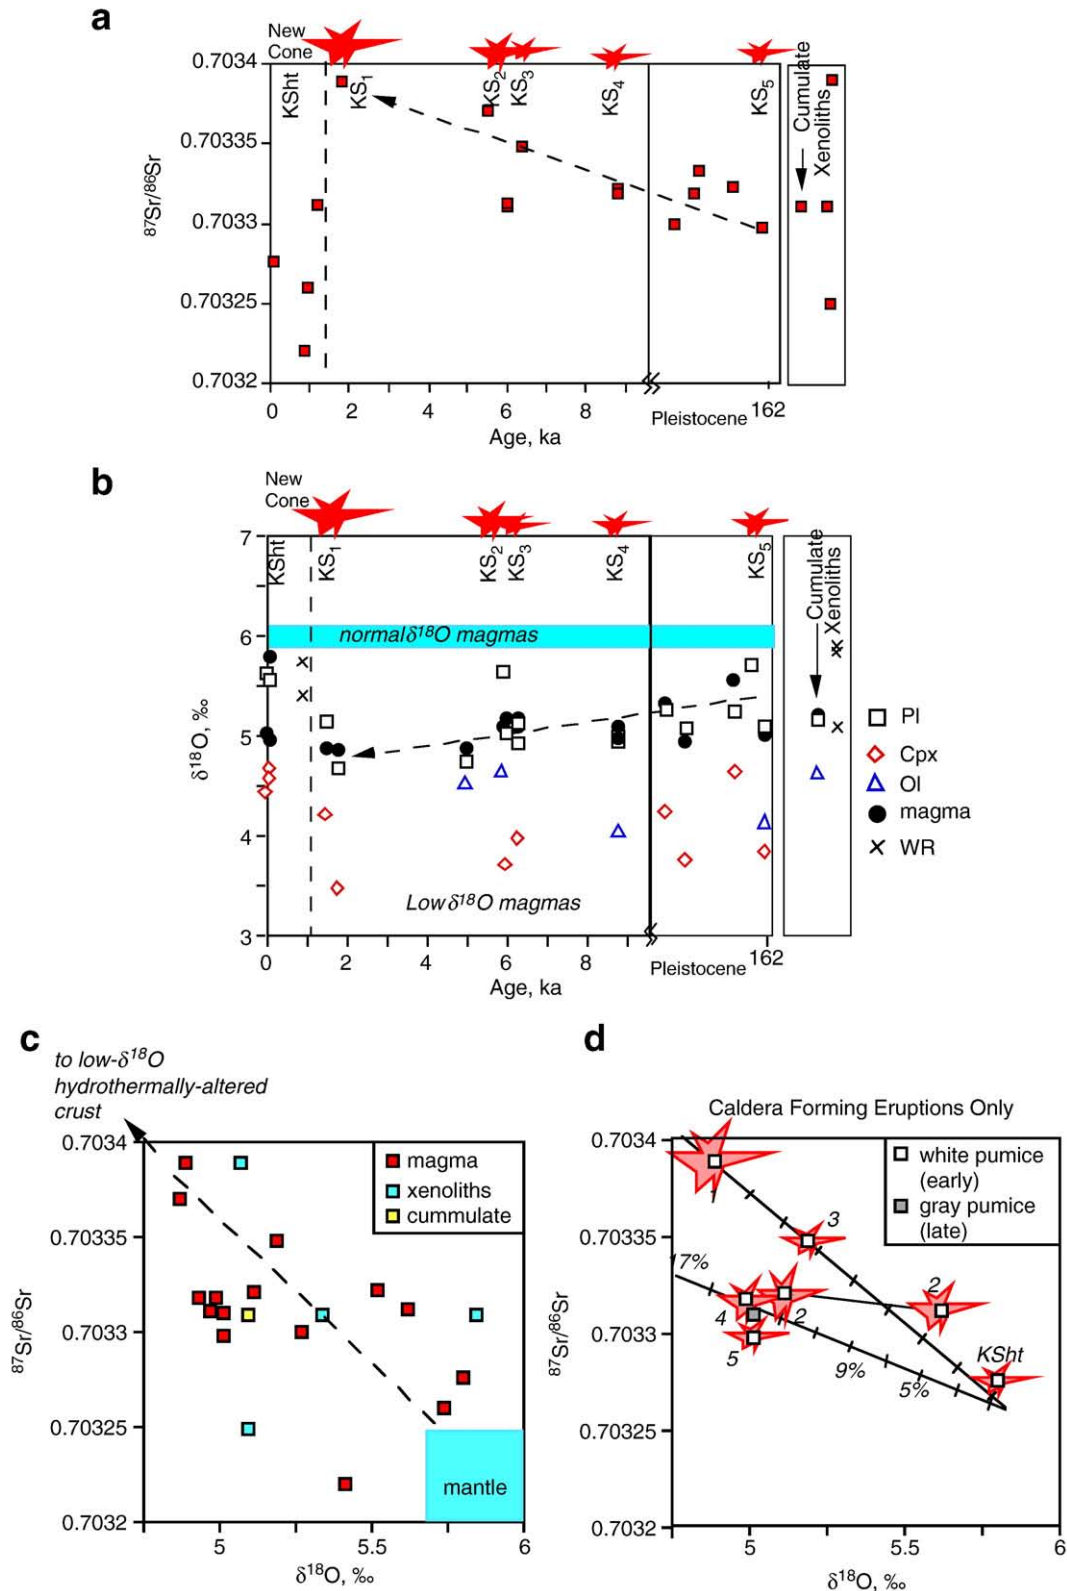 a
New
Cone
KSht
KS1
KS2
KS3
KS4
KS5
Cumulate
Xenoliths
0.7034
0.70335
0.7033
0.70325
0.7032
87Sr/86Sr
0
2
4
6
8
Pleistocene
162
Age, ka
b
New
Cone
KSht
KS1
KS2
KS3
KS4
KS5
Cumulate
Xenoliths
7
6
5
4
3
δ18O, ‰
normal δ18O magmas
Low δ18O magmas
Pl
Cpx
Ol
magma
WR
0
2
4
6
8
Pleistocene
162
Age, ka
c
to low-δ18O
hydrothermally-altered
crust
0.7034
0.70335
0.7033
0.70325
0.7032
87Sr/86Sr
magma
xenoliths
cummulate
mantle
5
5.5
6
δ18O, ‰
d
Caldera Forming Eruptions Only
0.7034
0.70335
0.7033
0.70325
0.7032
87Sr/86Sr
white pumice
(early)
gray pumice
(late)
1
3
17%
2
4
2
5
9%
5%
KSht
5
5.5
6
δ18O, ‰